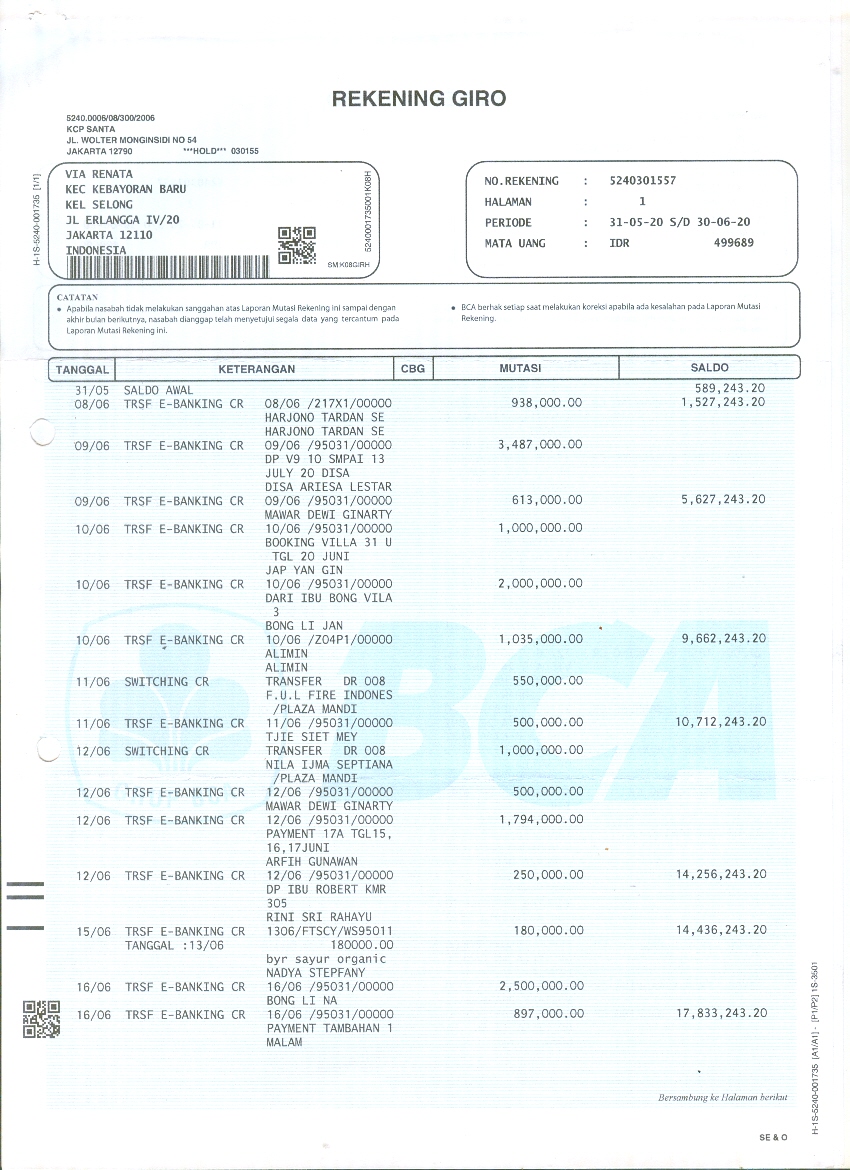 REKENING GIRO
5240.0006/08/300/2006
KCP SANTA
JL. WOLTER MONGINSIDI NO 54
JAKARTA 12790 ***HOLD*** 030155
H-1S-5240-001735 [1/1]
VIA RENATA
KEC KEBAYORAN BARU
KEL SELONG
JL ERLANGGA IV/20
JAKARTA 12110
INDONESIA
5240001735001K08H
SM:K08GIRH
NO.REKENING : 5240301557
HALAMAN : 1
PERIODE : 31-05-20 S/D 30-06-20
MATA UANG : IDR 499689
CATATAN
• Apabila nasabah tidak melakukan sanggahan atas Laporan Mutasi Rekening ini sampai dengan
akhir bulan berikutnya, nasabah dianggap telah menyetujui segala data yang tercantum pada
Laporan Mutasi Rekening ini.
• BCA berhak setiap saat melakukan koreksi apabila ada kesalahan pada Laporan Mutasi
Rekening.
TANGGAL KETERANGAN CBG MUTASI SALDO
31/05 SALDO AWAL 589,243.20
08/06 TRSF E-BANKING CR 08/06 /217X1/00000 938,000.00 1,527,243.20
HARJONO TARDAN SE
HARJONO TARDAN SE
09/06 TRSF E-BANKING CR 09/06 /95031/00000 3,487,000.00
DP V9 10 SMPAI 13
JULY 20 DISA
DISA ARIESA LESTAR
09/06 TRSF E-BANKING CR 09/06 /95031/00000 613,000.00 5,627,243.20
MAWAR DEWI GINARTY
10/06 TRSF E-BANKING CR 10/06 /95031/00000 1,000,000.00
BOOKING VILLA 31 U
TGL 20 JUNI
JAP YAN GIN
10/06 TRSF E-BANKING CR 10/06 /95031/00000 2,000,000.00
DARI IBU BONG VILA
3
BONG LI JAN
10/06 TRSF E-BANKING CR 10/06 /Z04P1/00000 1,035,000.00 9,662,243.20
ALIMIN
ALIMIN
11/06 SWITCHING CR TRANSFER DR 008 550,000.00
F.U.L FIRE INDONES
/PLAZA MANDI
11/06 TRSF E-BANKING CR 11/06 /95031/00000 500,000.00 10,712,243.20
TJIE SIET MEY
12/06 SWITCHING CR TRANSFER DR 008 1,000,000.00
NILA IJMA SEPTIANA
/PLAZA MANDI
12/06 TRSF E-BANKING CR 12/06 /95031/00000 500,000.00
MAWAR DEWI GINARTY
12/06 TRSF E-BANKING CR 12/06 /95031/00000 1,794,000.00
PAYMENT 17A TGL15,
16,17JUNI
ARFIH GUNAWAN
12/06 TRSF E-BANKING CR 12/06 /95031/00000 250,000.00 14,256,243.20
DP IBU ROBERT KMR
305
RINI SRI RAHAYU
15/06 TRSF E-BANKING CR 1306/FTSCY/WS95011 180,000.00 14,436,243.20
TANGGAL :13/06 180000.00
byr sayur organic
NADYA STEPFANY
16/06 TRSF E-BANKING CR 16/06 /95031/00000 2,500,000.00
BONG LI NA
16/06 TRSF E-BANKING CR 16/06 /95031/00000 897,000.00 17,833,243.20
PAYMENT TAMBAHAN 1
MALAM
BCA
Bersambung ke Halaman berikut
SE & O
H-1S-5240-001735 [A1/A1] - [P1/P2] 1S-3501